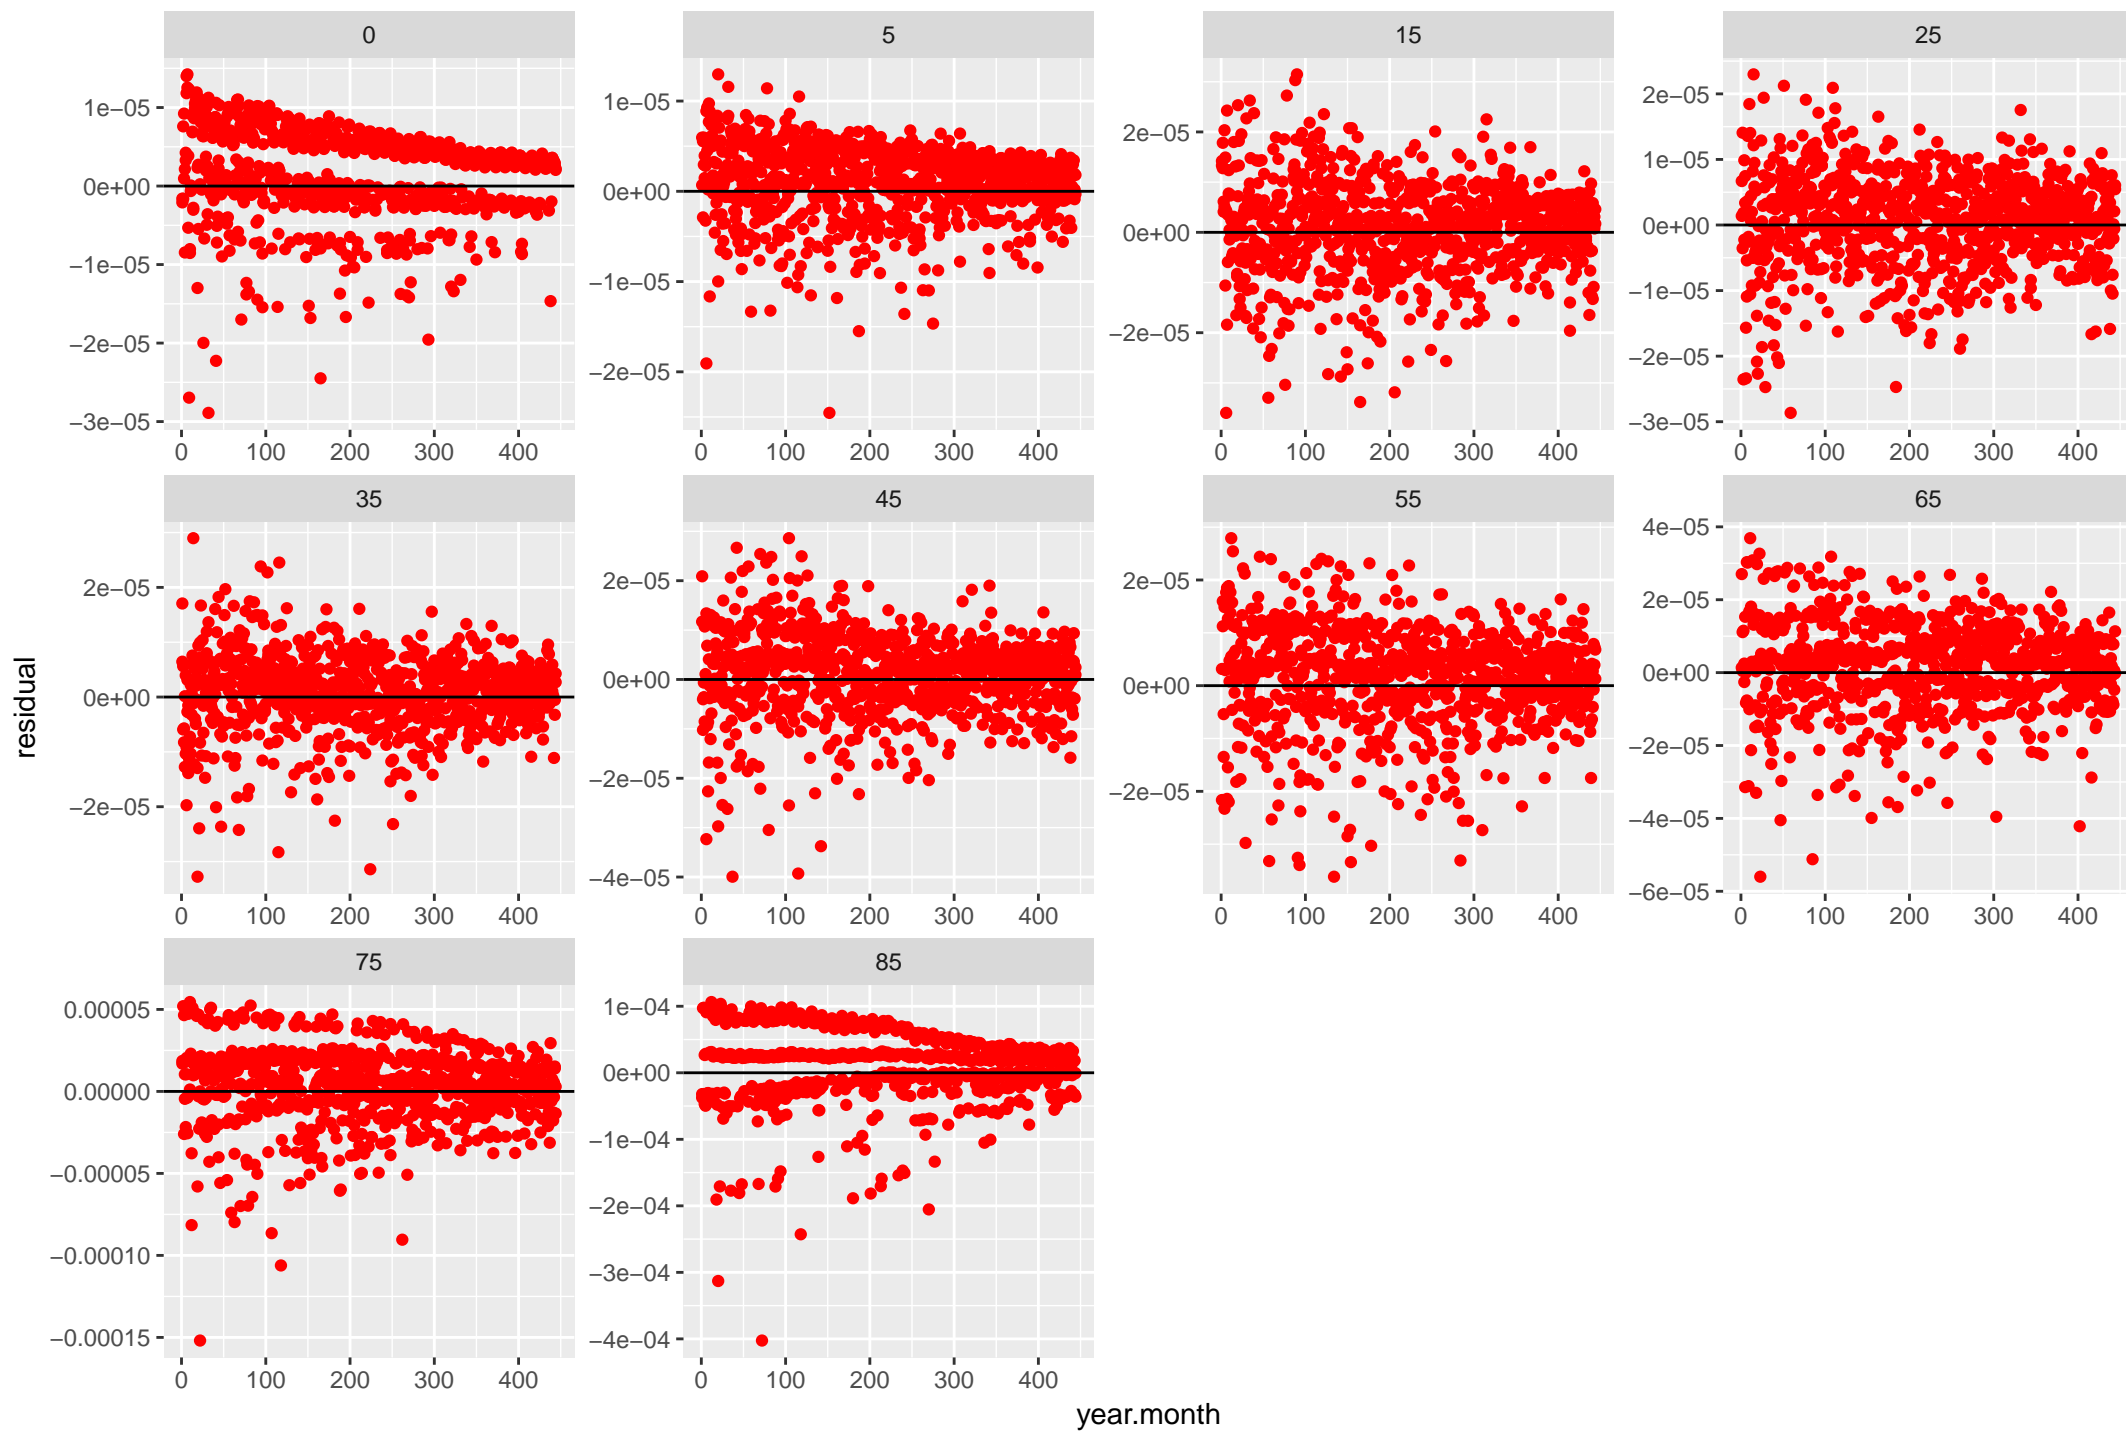 0 5 15 25
1e−05 1e−05 2e−05 2e−05
0e+00 0e+00 0e+00 1e−05
−1e−05 −1e−05 −2e−05 0e+00
−2e−05 −2e−05 −1e−05
−3e−05 −2e−05
−3e−05
0 100 200 300 400 0 100 200 300 400 0 100 200 300 400 0 100 200 300 400
35 45 55 65
2e−05 2e−05 2e−05 4e−05
0e+00 0e+00 0e+00 2e−05
−2e−05 −2e−05 −2e−05 0e+00
−4e−05 −2e−05
−4e−05
−6e−05
0 100 200 300 400 0 100 200 300 400 0 100 200 300 400 0 100 200 300 400
residual
75 85
0.00005 1e−04
0.00000 0e+00
−0.00005 −1e−04
−0.00010 −2e−04
−0.00015 −3e−04
−4e−04
0 100 200 300 400 0 100 200 300 400
year.month